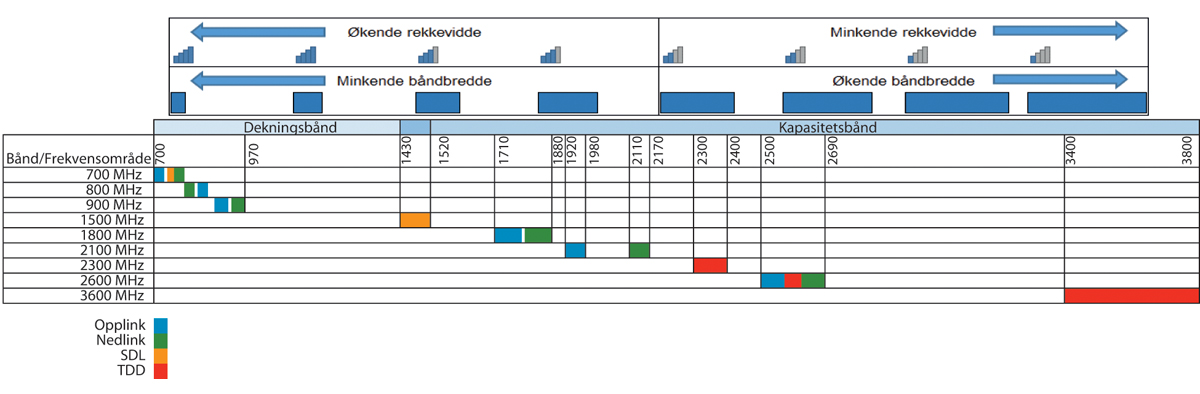 Økende rekkevidde
Minkende rekkevidde
Minkende båndbredde
Økende båndbredde
Dekningsbånd
Kapasitetsbånd
Bånd/Frekvensområde
700
970
1430
1520
1710
1880
1920
1980
2110
2170
2300
2400
2500
2690
3400
3800
700 MHz
800 MHz
900 MHz
1500 MHz
1800 MHz
2100 MHz
2300 MHz
2600 MHz
3600 MHz
Opplink
Nedlink
SDL
TDD